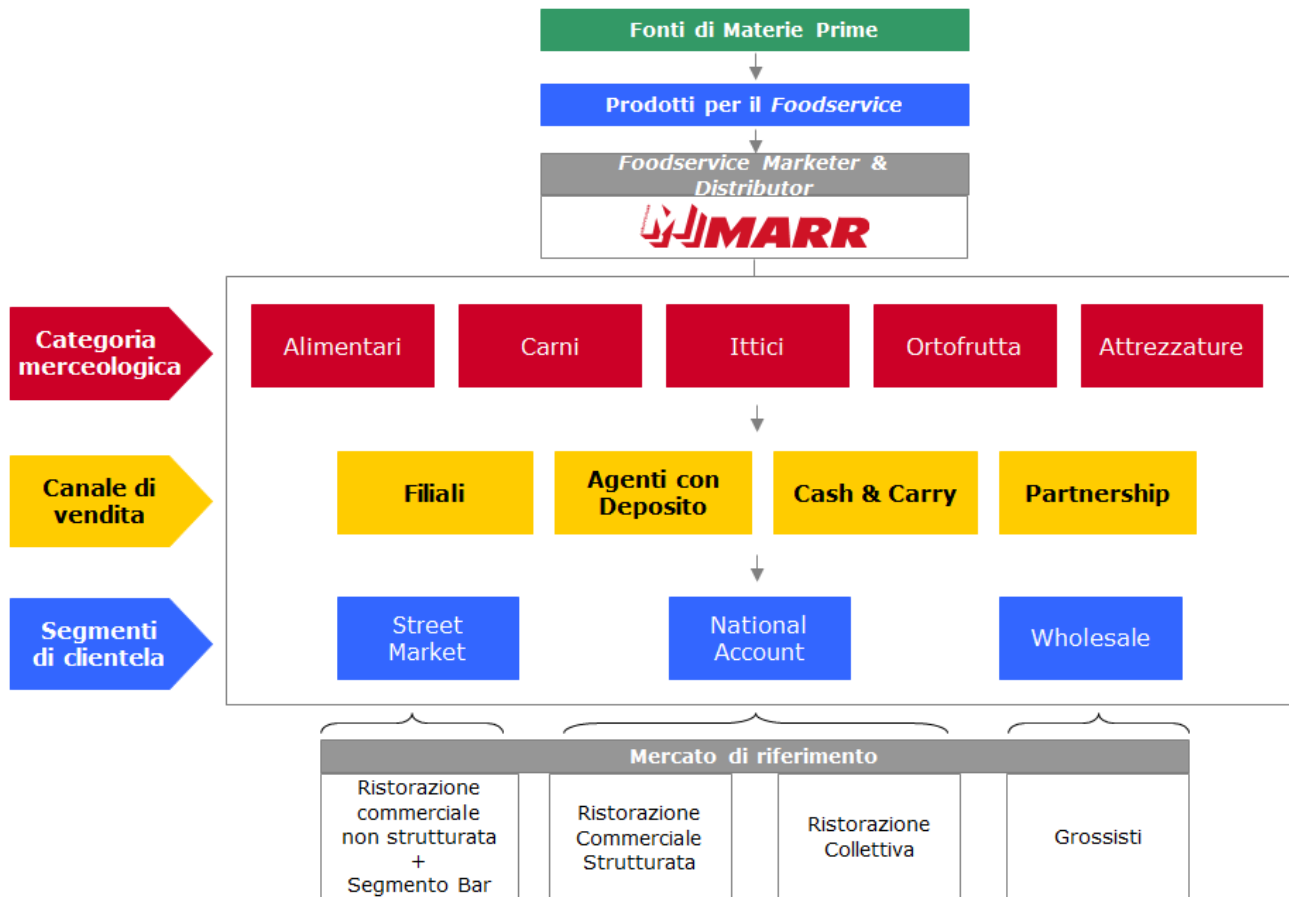 Fonti di Materie Prime
Prodotti per il Foodservice
Foodservice Marketer &
Distributor
MARR
Categoria
merceologica
Alimentari
Carni
Ittici
Ortofrutta
Attrezzature
Canale di
vendita
Filiali
Agenti con
Deposito
Cash & Carry
Partnership
Segmenti
di clientela
Street
Market
National
Account
Wholesale
Mercato di riferimento
Ristorazione
commerciale
non strutturata
+
Segmento Bar
Ristorazione
Commerciale
Strutturata
Ristorazione
Collettiva
Grossisti